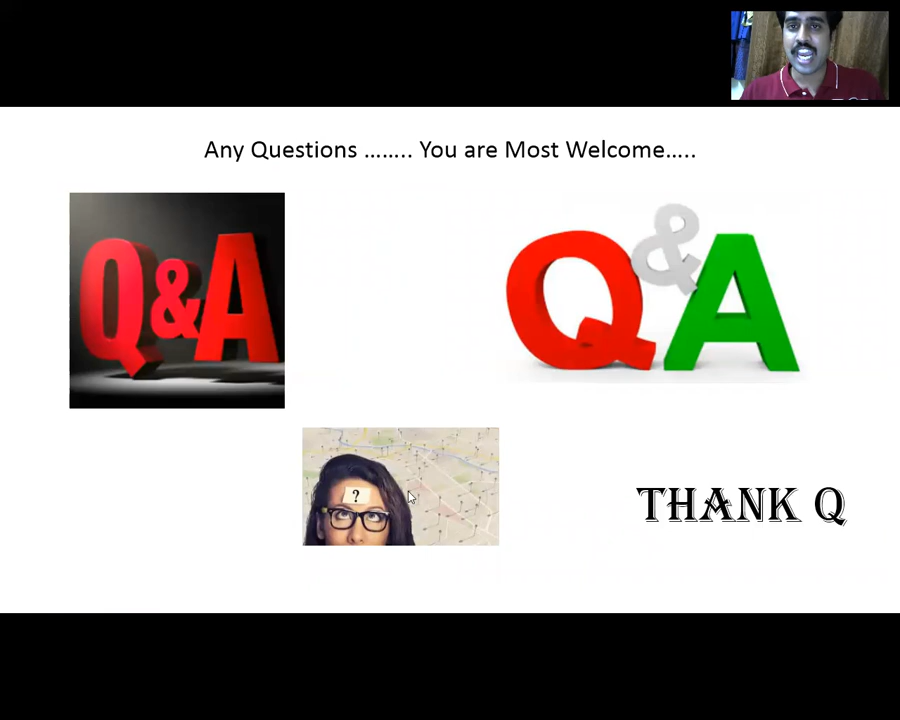 Any Questions …….. You are Most Welcome…..
Q&A
Q&A
?
THANK Q